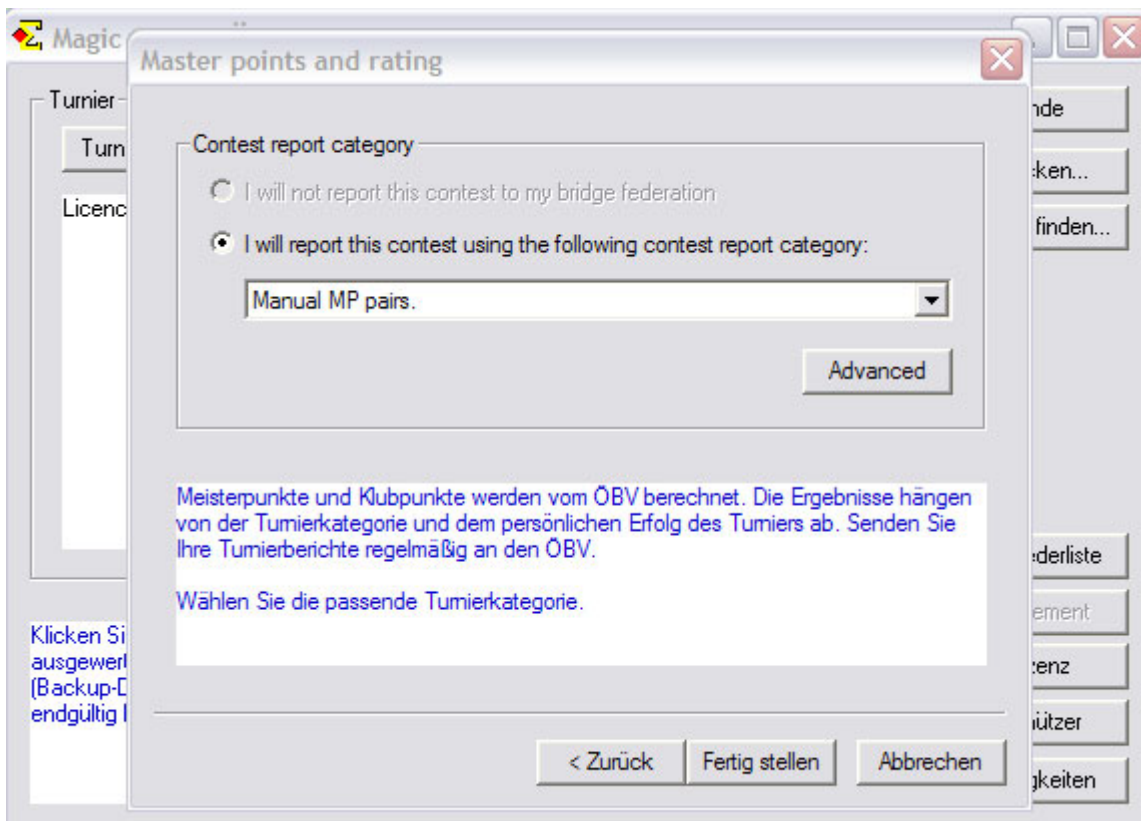 Magic
Master points and rating
Turnier
Turn
Licenc
Contest report category
I will not report this contest to my bridge federation
I will report this contest using the following contest report category:
Manual MP pairs.
Advanced
Meisterpunkte und Klubpunkte werden vom ÖBV berechnet. Die Ergebnisse hängen
von der Turnierkategorie und dem persönlichen Erfolg des Turniers ab. Senden Sie
Ihre Turnierberichte regelmäßig an den ÖBV.
Wählen Sie die passende Turnierkategorie.
Klicken Si
ausgewert
(Backup-D
endgültig l
< Zurück
Fertig stellen
Abbrechen
nde
ken...
finden...
ederliste
ement
zenz
ützer
gkeiten